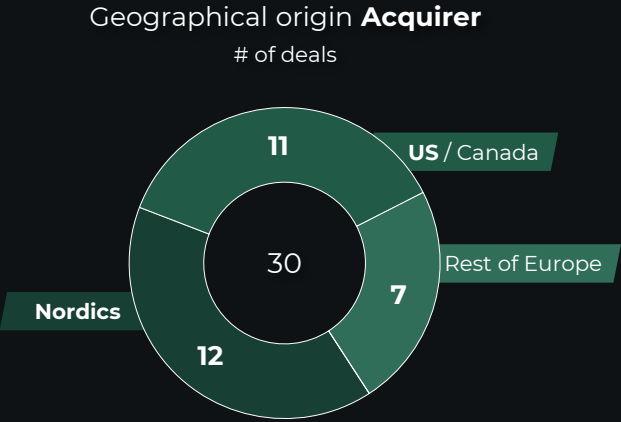 Geographical origin Acquirer
# of deals
11
US / Canada
30
Rest of Europe
7
Nordics
12